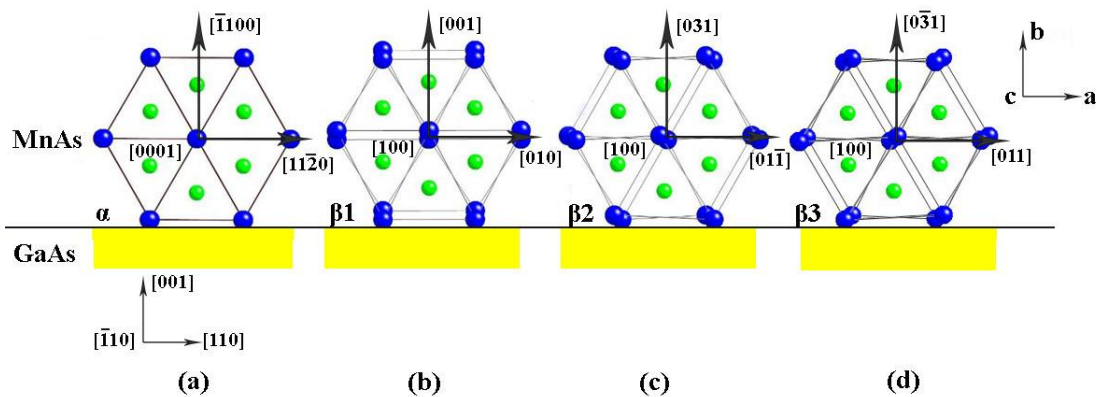 [1̄100] [001] [031] [03̄1]
b
c a
MnAs
[0001] [112̄0] [100] [010] [100] [011̄] [100] [011]
α β1 β2 β3
GaAs
[001]
[1̄10] [110]
(a) (b) (c) (d)